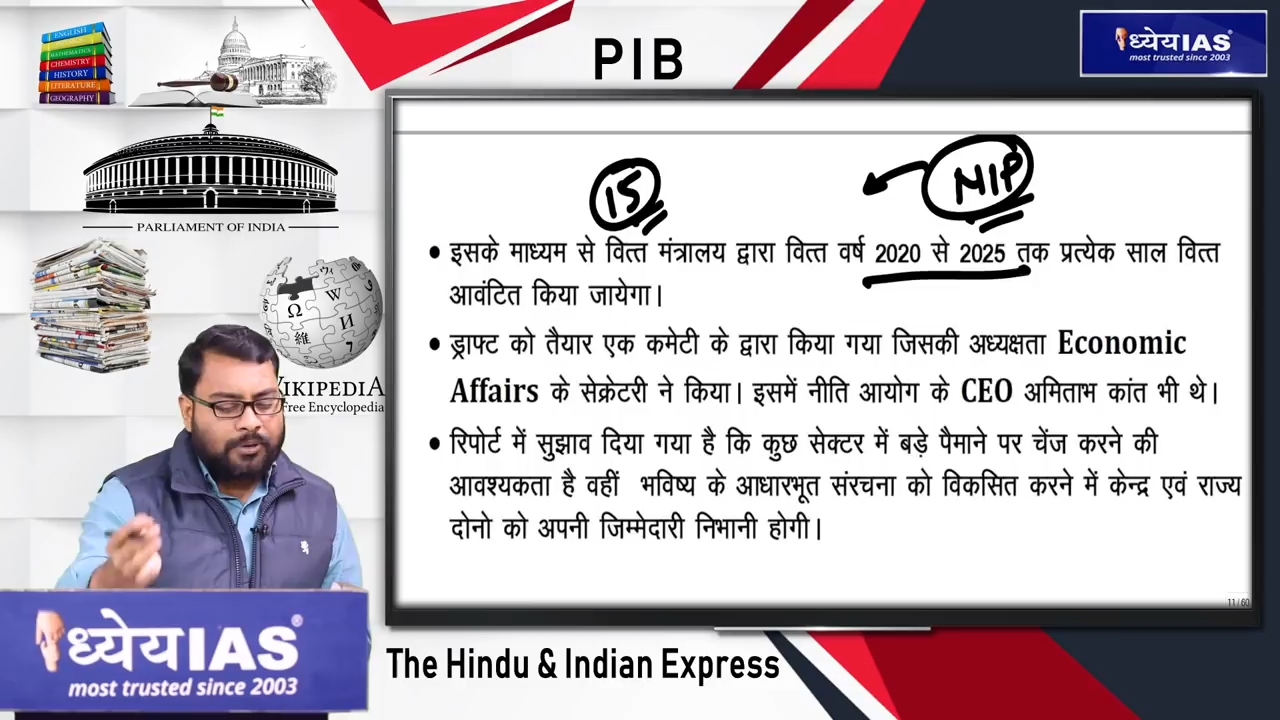 ENGLISH
MATHEMATICS
CHEMISTRY
HISTORY
LITERATURE
GEOGRAPHY
PIB
ध्येयIAS
most trusted since 2003
PARLIAMENT OF INDIA
15
NIP
• इसके माध्यम से वित्त मंत्रालय द्वारा वित्त वर्ष 2020 से 2025 तक प्रत्येक साल वित्त
आवंटित किया जायेगा।
• ड्राफ्ट को तैयार एक कमेटी के द्वारा किया गया जिसकी अध्यक्षता Economic
Affairs के सेक्रेटरी ने किया। इसमें नीति आयोग के CEO अमिताभ कांत भी थे।
• रिपोर्ट में सुझाव दिया गया है कि कुछ सेक्टर में बड़े पैमाने पर चेंज करने की
आवश्यकता है वहीं भविष्य के आधारभूत संरचना को विकसित करने में केन्द्र एवं राज्य
दोनो को अपनी जिम्मेदारी निभानी होगी।
11/60
Ω
W
И
維
IKIPEDIA
Free Encyclopedia
ध्येयIAS®
most trusted since 2003
The Hindu & Indian Express